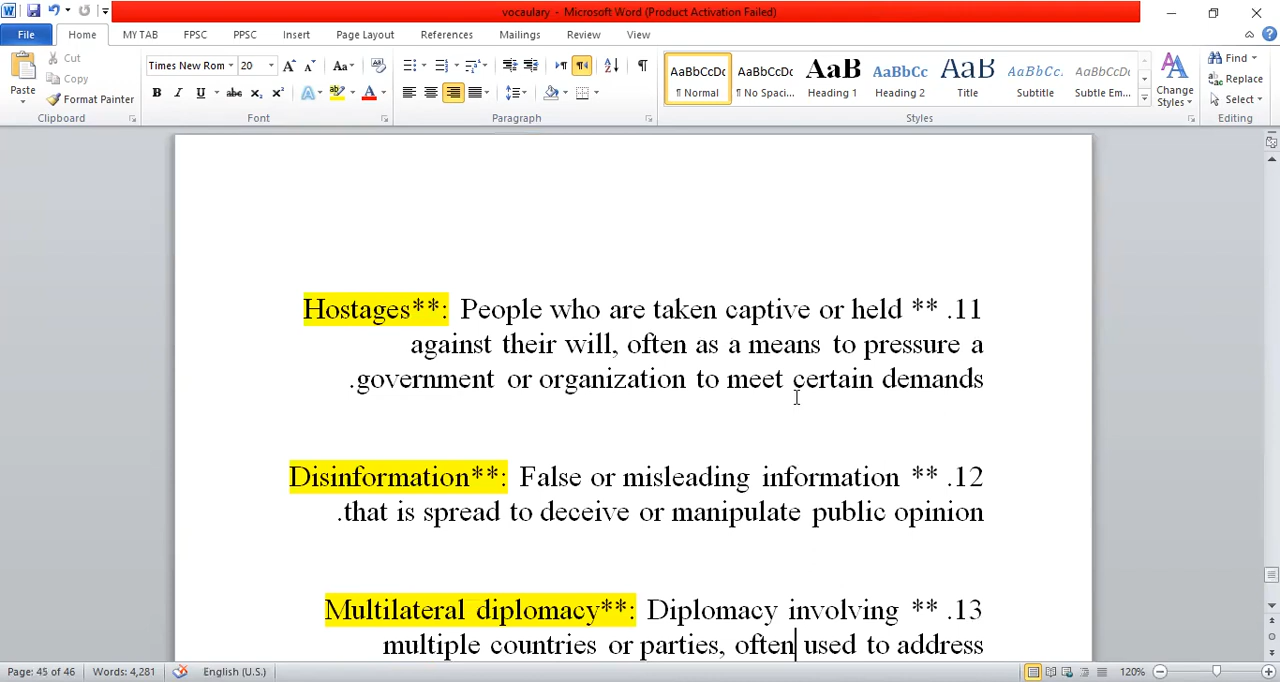 vocaulary - Microsoft Word (Product Activation Failed)
File Home MY TAB FPSC PPSC Insert Page Layout References Mailings Review View
Paste
Cut
Copy
Format Painter
Clipboard
Times New Rom 20
Font
Paragraph
AaBbCcDc AaBbCcDc AaB AaBbCc AaB AaBbCc. AaBbCcDc
¶ Normal ¶ No Spaci... Heading 1 Heading 2 Title Subtitle Subtle Em...
Change Styles
Styles
Find
Replace
Select
Editing
Hostages**: People who are taken captive or held ** .11
against their will, often as a means to pressure a
.government or organization to meet certain demands
Disinformation**: False or misleading information ** .12
.that is spread to deceive or manipulate public opinion
Multilateral diplomacy**: Diplomacy involving ** .13
multiple countries or parties, often used to address
Page: 45 of 46 Words: 4,281 English (U.S.) 120%